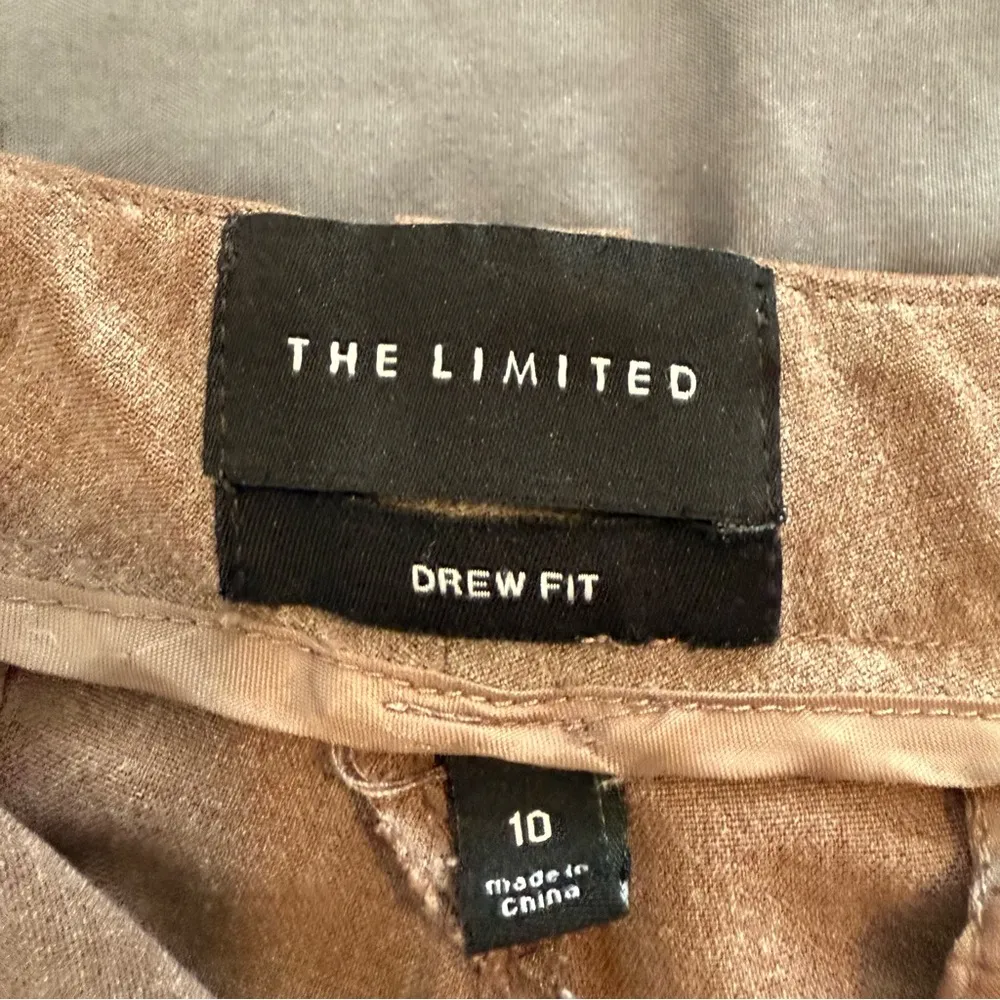 THE LIMITED
DREW FIT
10
made in
China